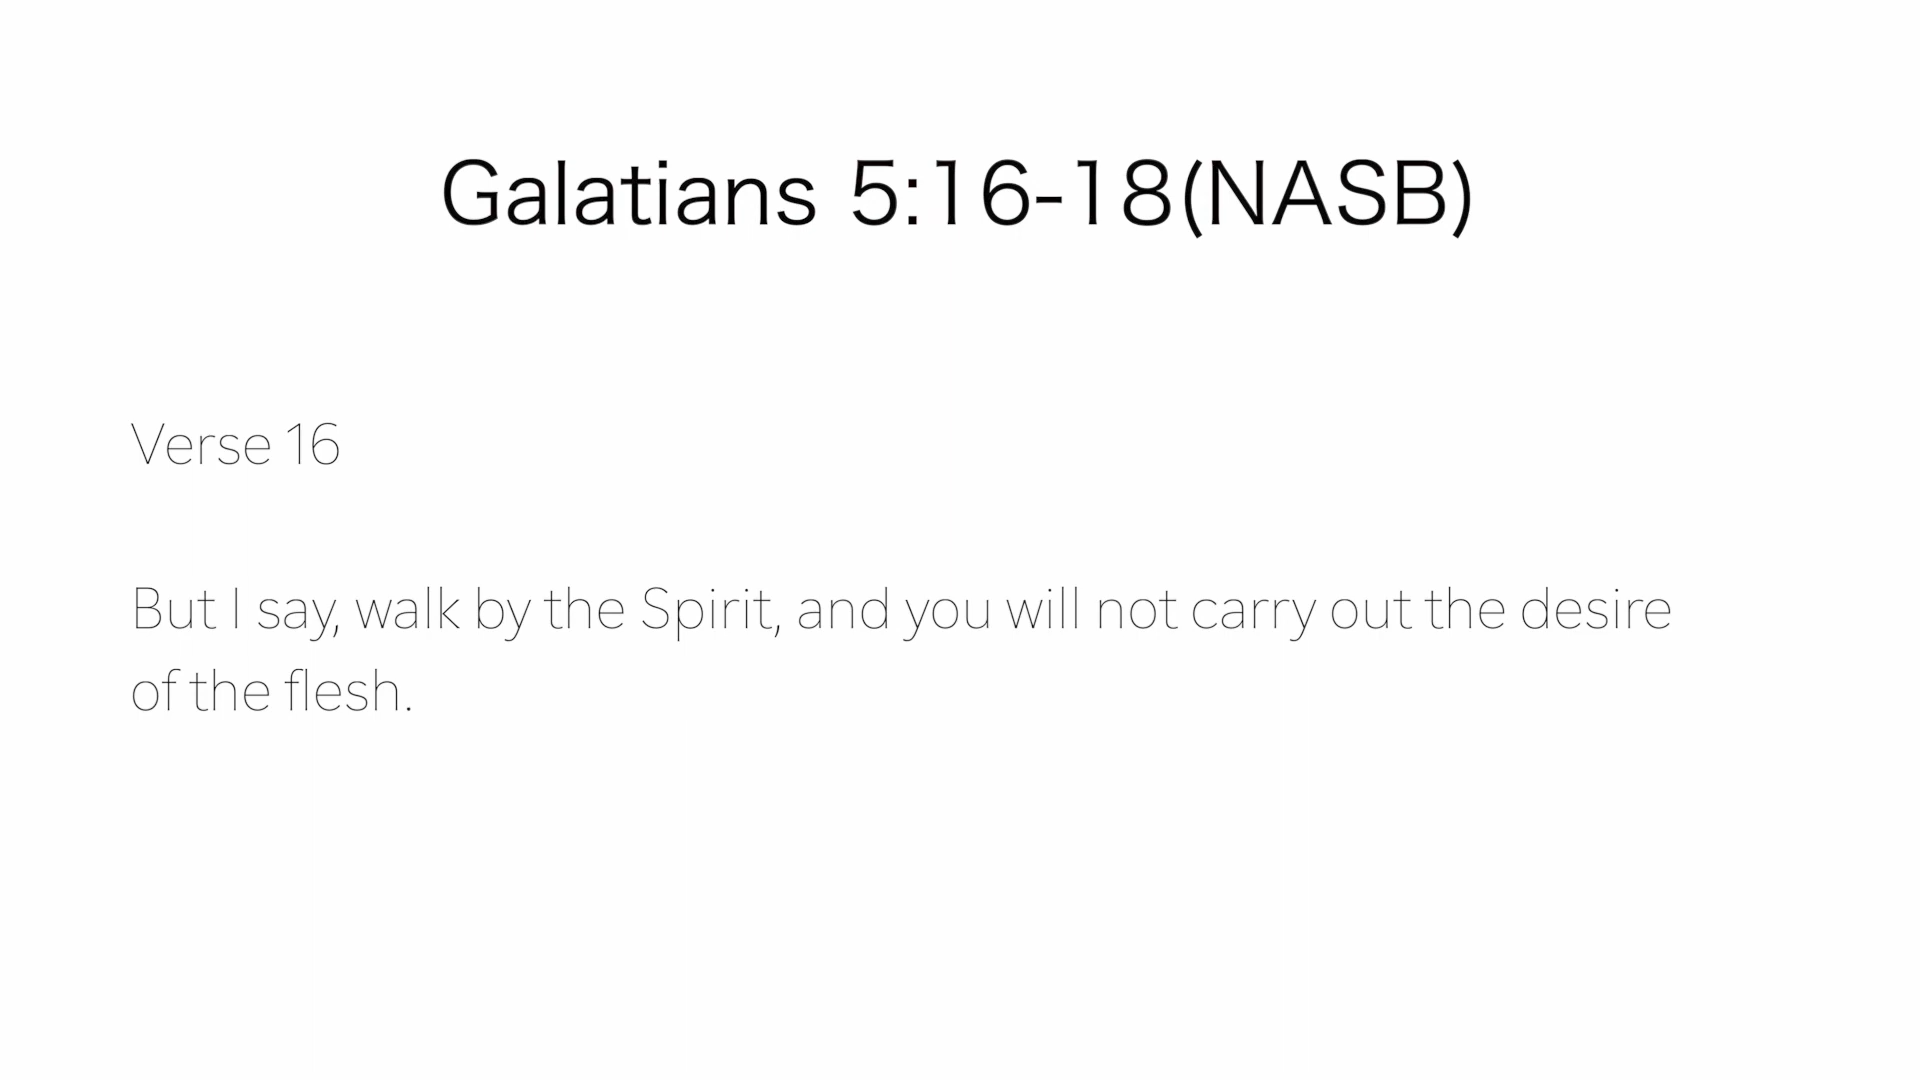 Galatians 5:16-18(NASB)
Verse 16
But I say, walk by the Spirit, and you will not carry out the desire
of the flesh.